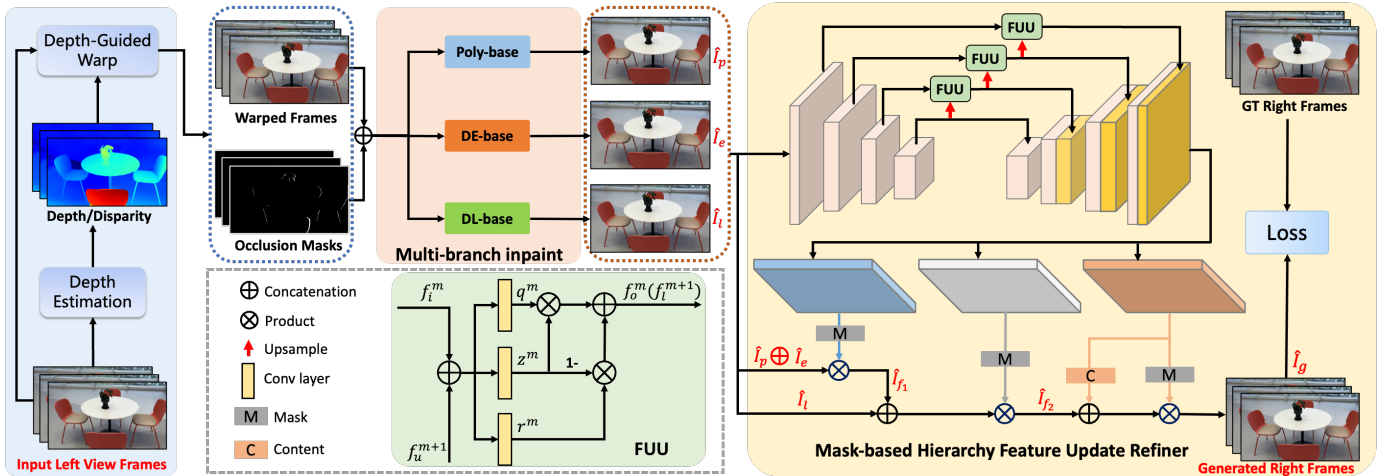 Depth-Guided
Warp
Depth/Disparity
Depth
Estimation
Input Left View Frames
Warped Frames
Occlusion Masks
Poly-base
DE-base
DL-base
Multi-branch inpaint
Î_p
Î_e
Î_l
Concatenation
Product
Upsample
Conv layer
M Mask
C Content
f_i^m
f_u^{m+1}
q^m
z^m
r^m
1-
f_o^m(f_l^{m+1})
FUU
FUU
FUU
FUU
M
M
C
M
Î_p ⊕ Î_e
Î_l
Î_{f_1}
Î_{f_2}
Mask-based Hierarchy Feature Update Refiner
GT Right Frames
Loss
Î_g
Generated Right Frames